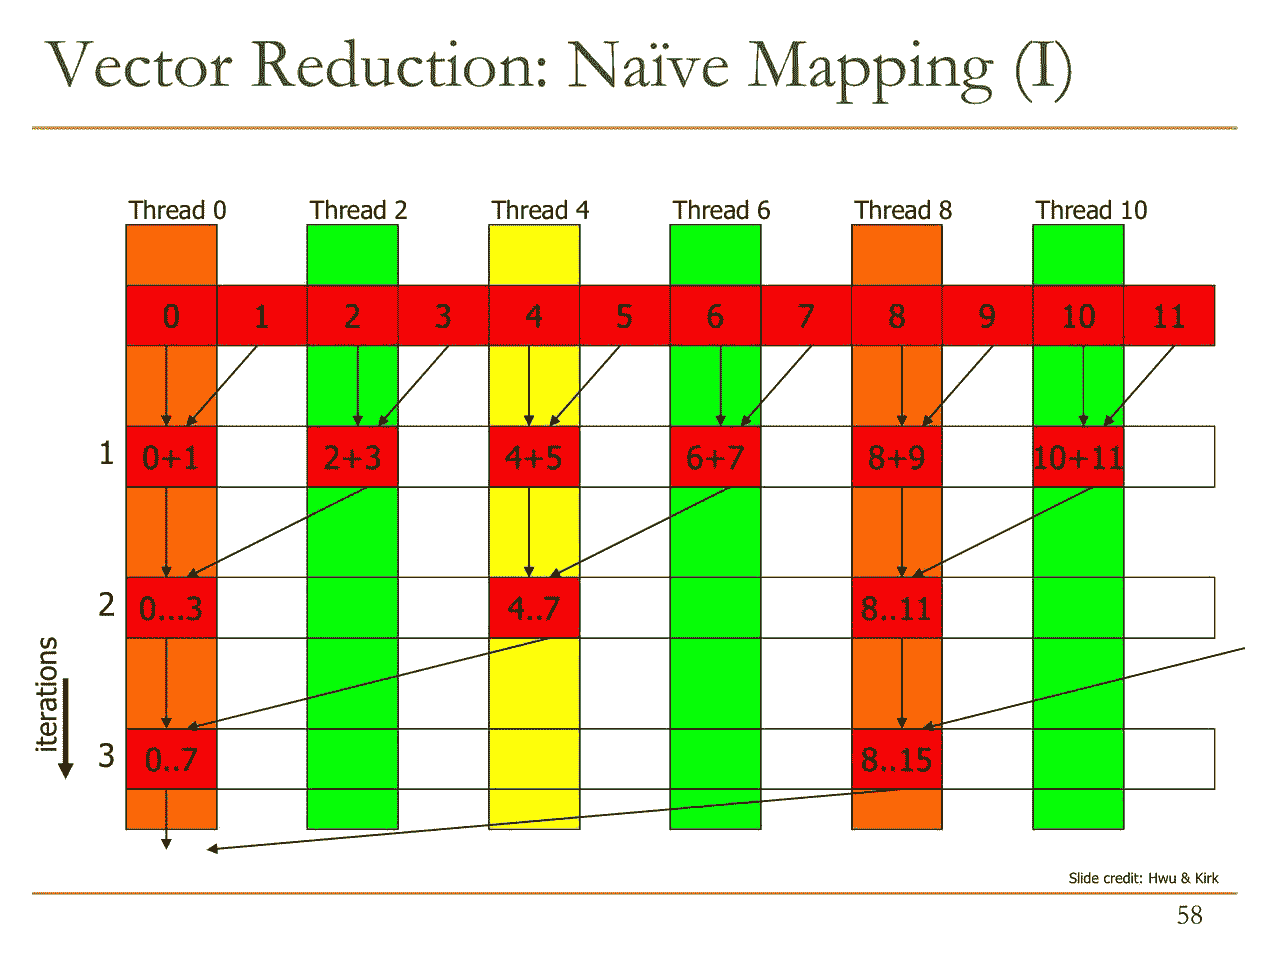 Vector Reduction: Naïve Mapping (I)
Thread 0 Thread 2 Thread 4 Thread 6 Thread 8 Thread 10
0 1 2 3 4 5 6 7 8 9 10 11
1 0+1 2+3 4+5 6+7 8+9 10+11
2 0...3 4..7 8..11
iterations
3 0..7 8..15
Slide credit: Hwu & Kirk
58